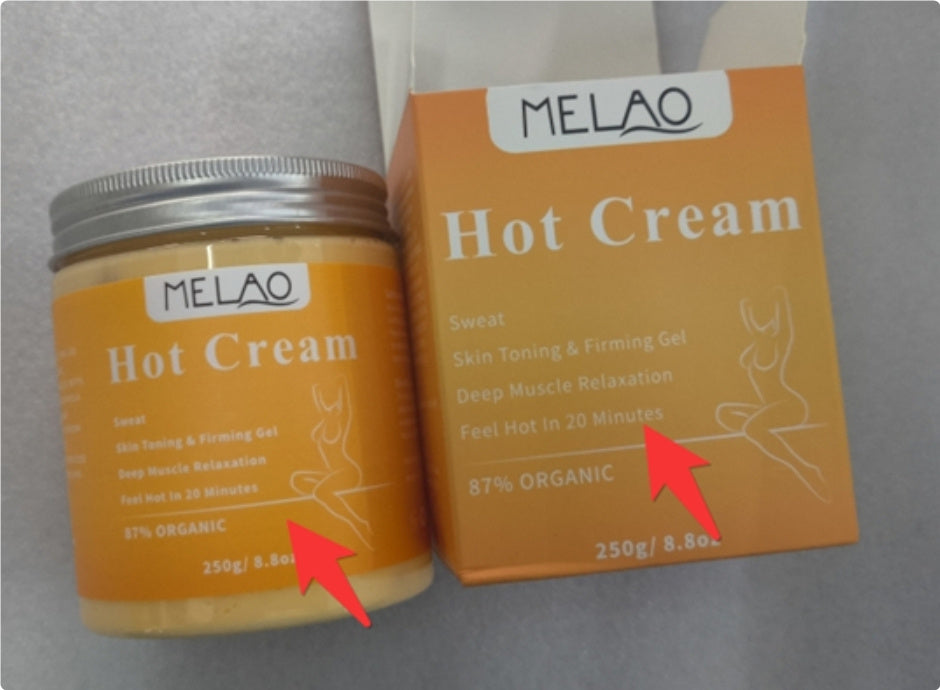 MELAO
Hot Cream
Sweat
Skin Toning & Firming Gel
Deep Muscle Relaxation
Feel Hot In 20 Minutes
87% ORGANIC
250g/ 8.8oz
MELAO
Hot Cream
Sweat
Skin Toning & Firming Gel
Deep Muscle Relaxation
Feel Hot In 20 Minutes
87% ORGANIC
250g/ 8.8oz